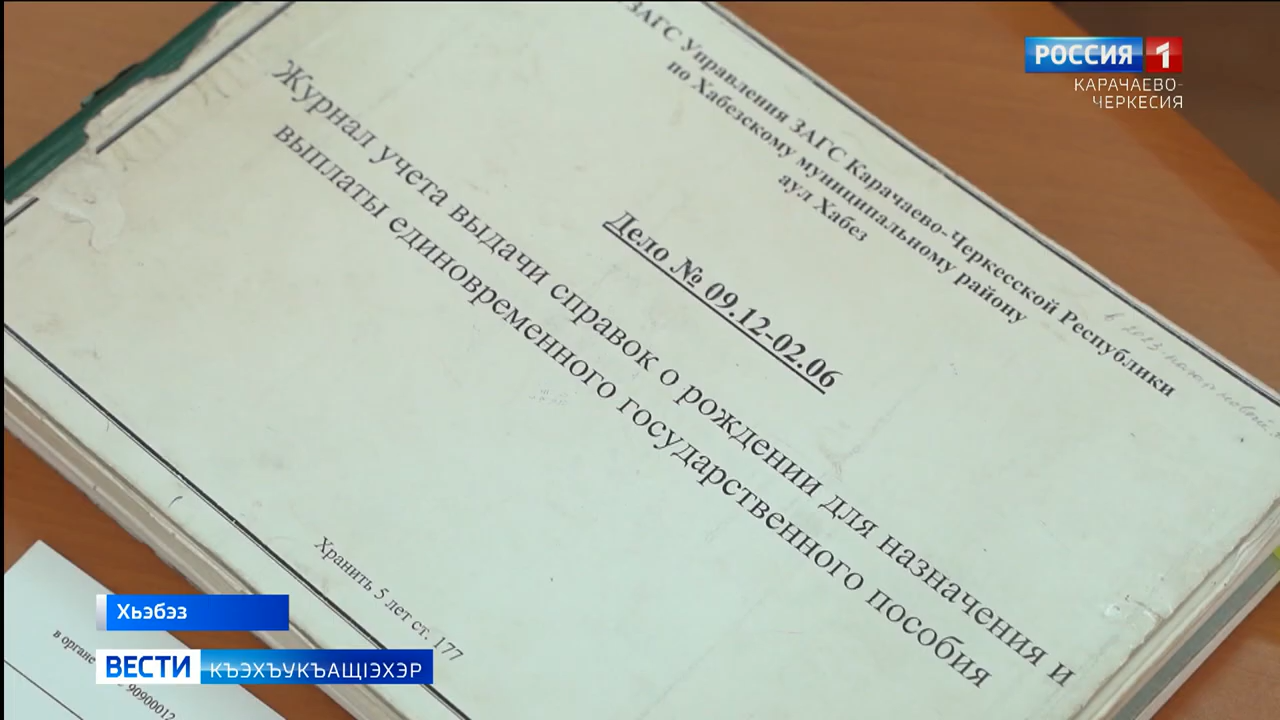 РОССИЯ 1
КАРАЧАЕВО-
ЧЕРКЕСИЯ
ЗАГС Управления ЗАГС Карачаево-Черкесской Республики
по Хабезскому муниципальному району
аул Хабез
Дело № 09.12-02.06
Журнал учета выдачи справок о рождении для назначения и
выплаты единовременного государственного пособия
Хранить 5 лет ст. 177
в органе
90900012
Хьэбэз
ВЕСТИ КЪЭХЪУКЪАЩIЭХЭР